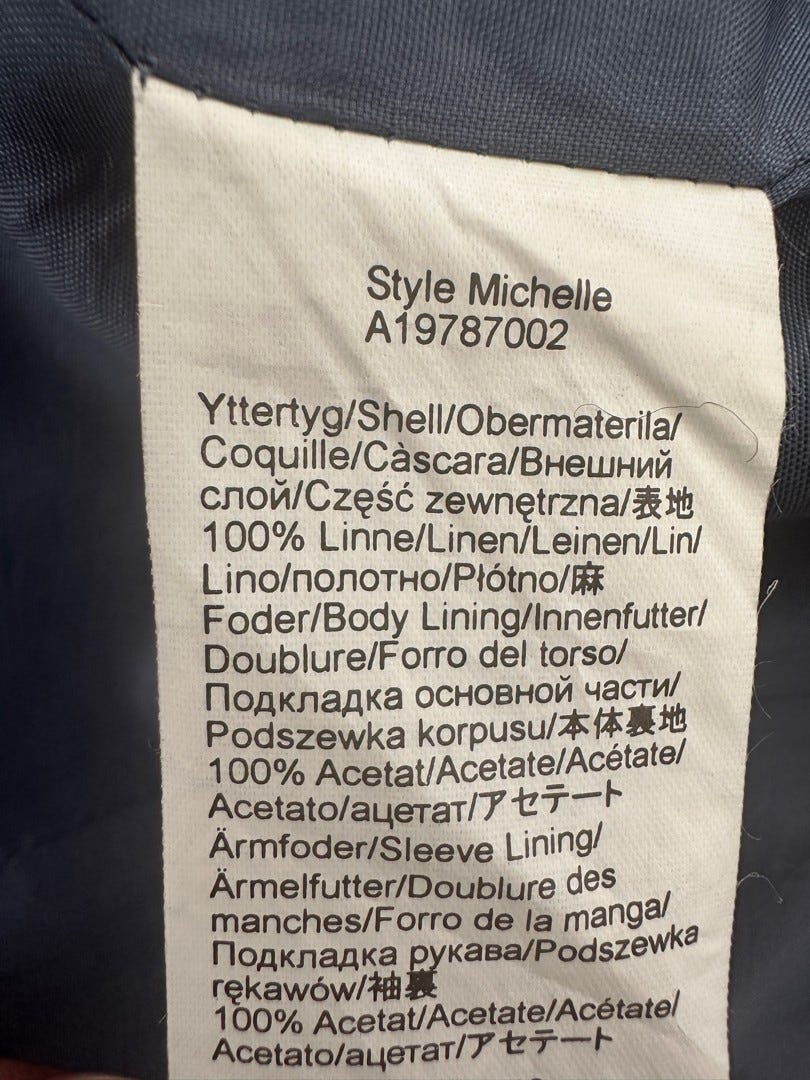 Style Michelle
A19787002
Yttertyg/Shell/Obermaterila/
Coquille/Càscara/Внешний
слой/Część zewnętrzna/表地
100% Linne/Linen/Leinen/Lin/
Lino/полотно/Płótno/麻
Foder/Body Lining/Innenfutter/
Doublure/Forro del torso/
Подкладка основной части/
Podszewka korpusu/本体裏地
100% Acetat/Acetate/Acétate/
Acetato/ацетат/アセテート
Ärmfoder/Sleeve Lining/
Ärmelfutter/Doublure des
manches/Forro de la manga/
Подкладка рукава/Podszewka
rękawów/袖裏
100% Acetat/Acetate/Acétate/
Acetato/ацетат/アセテート